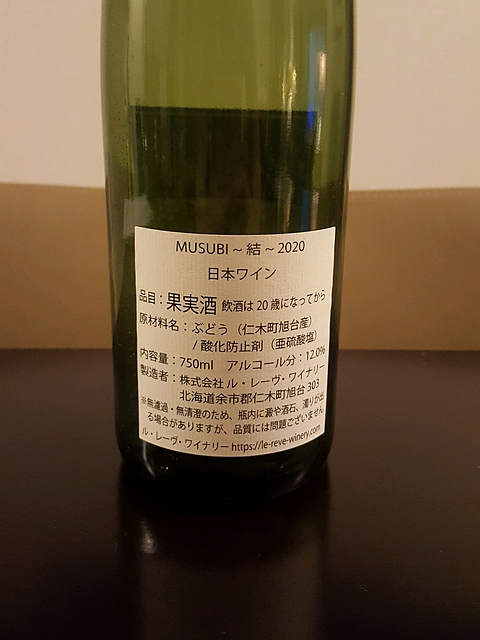 MUSUBI ~ 結 ~ 2020
日本ワイン
品目:果実酒 飲酒は 20 歳になってから
原材料名:ぶどう(仁木町旭台産)
/ 酸化防止剤(亜硫酸塩)
内容量:750ml アルコール分:12.0%
製造者:株式会社 ル・レーヴ・ワイナリー
北海道余市郡仁木町旭台 303
※無濾過・無清澄のため、瓶内に澱や酒石、濁りが出
る場合がありますが、品質には問題ございません
ル・レーヴ・ワイナリー https://le-reve-winery.com